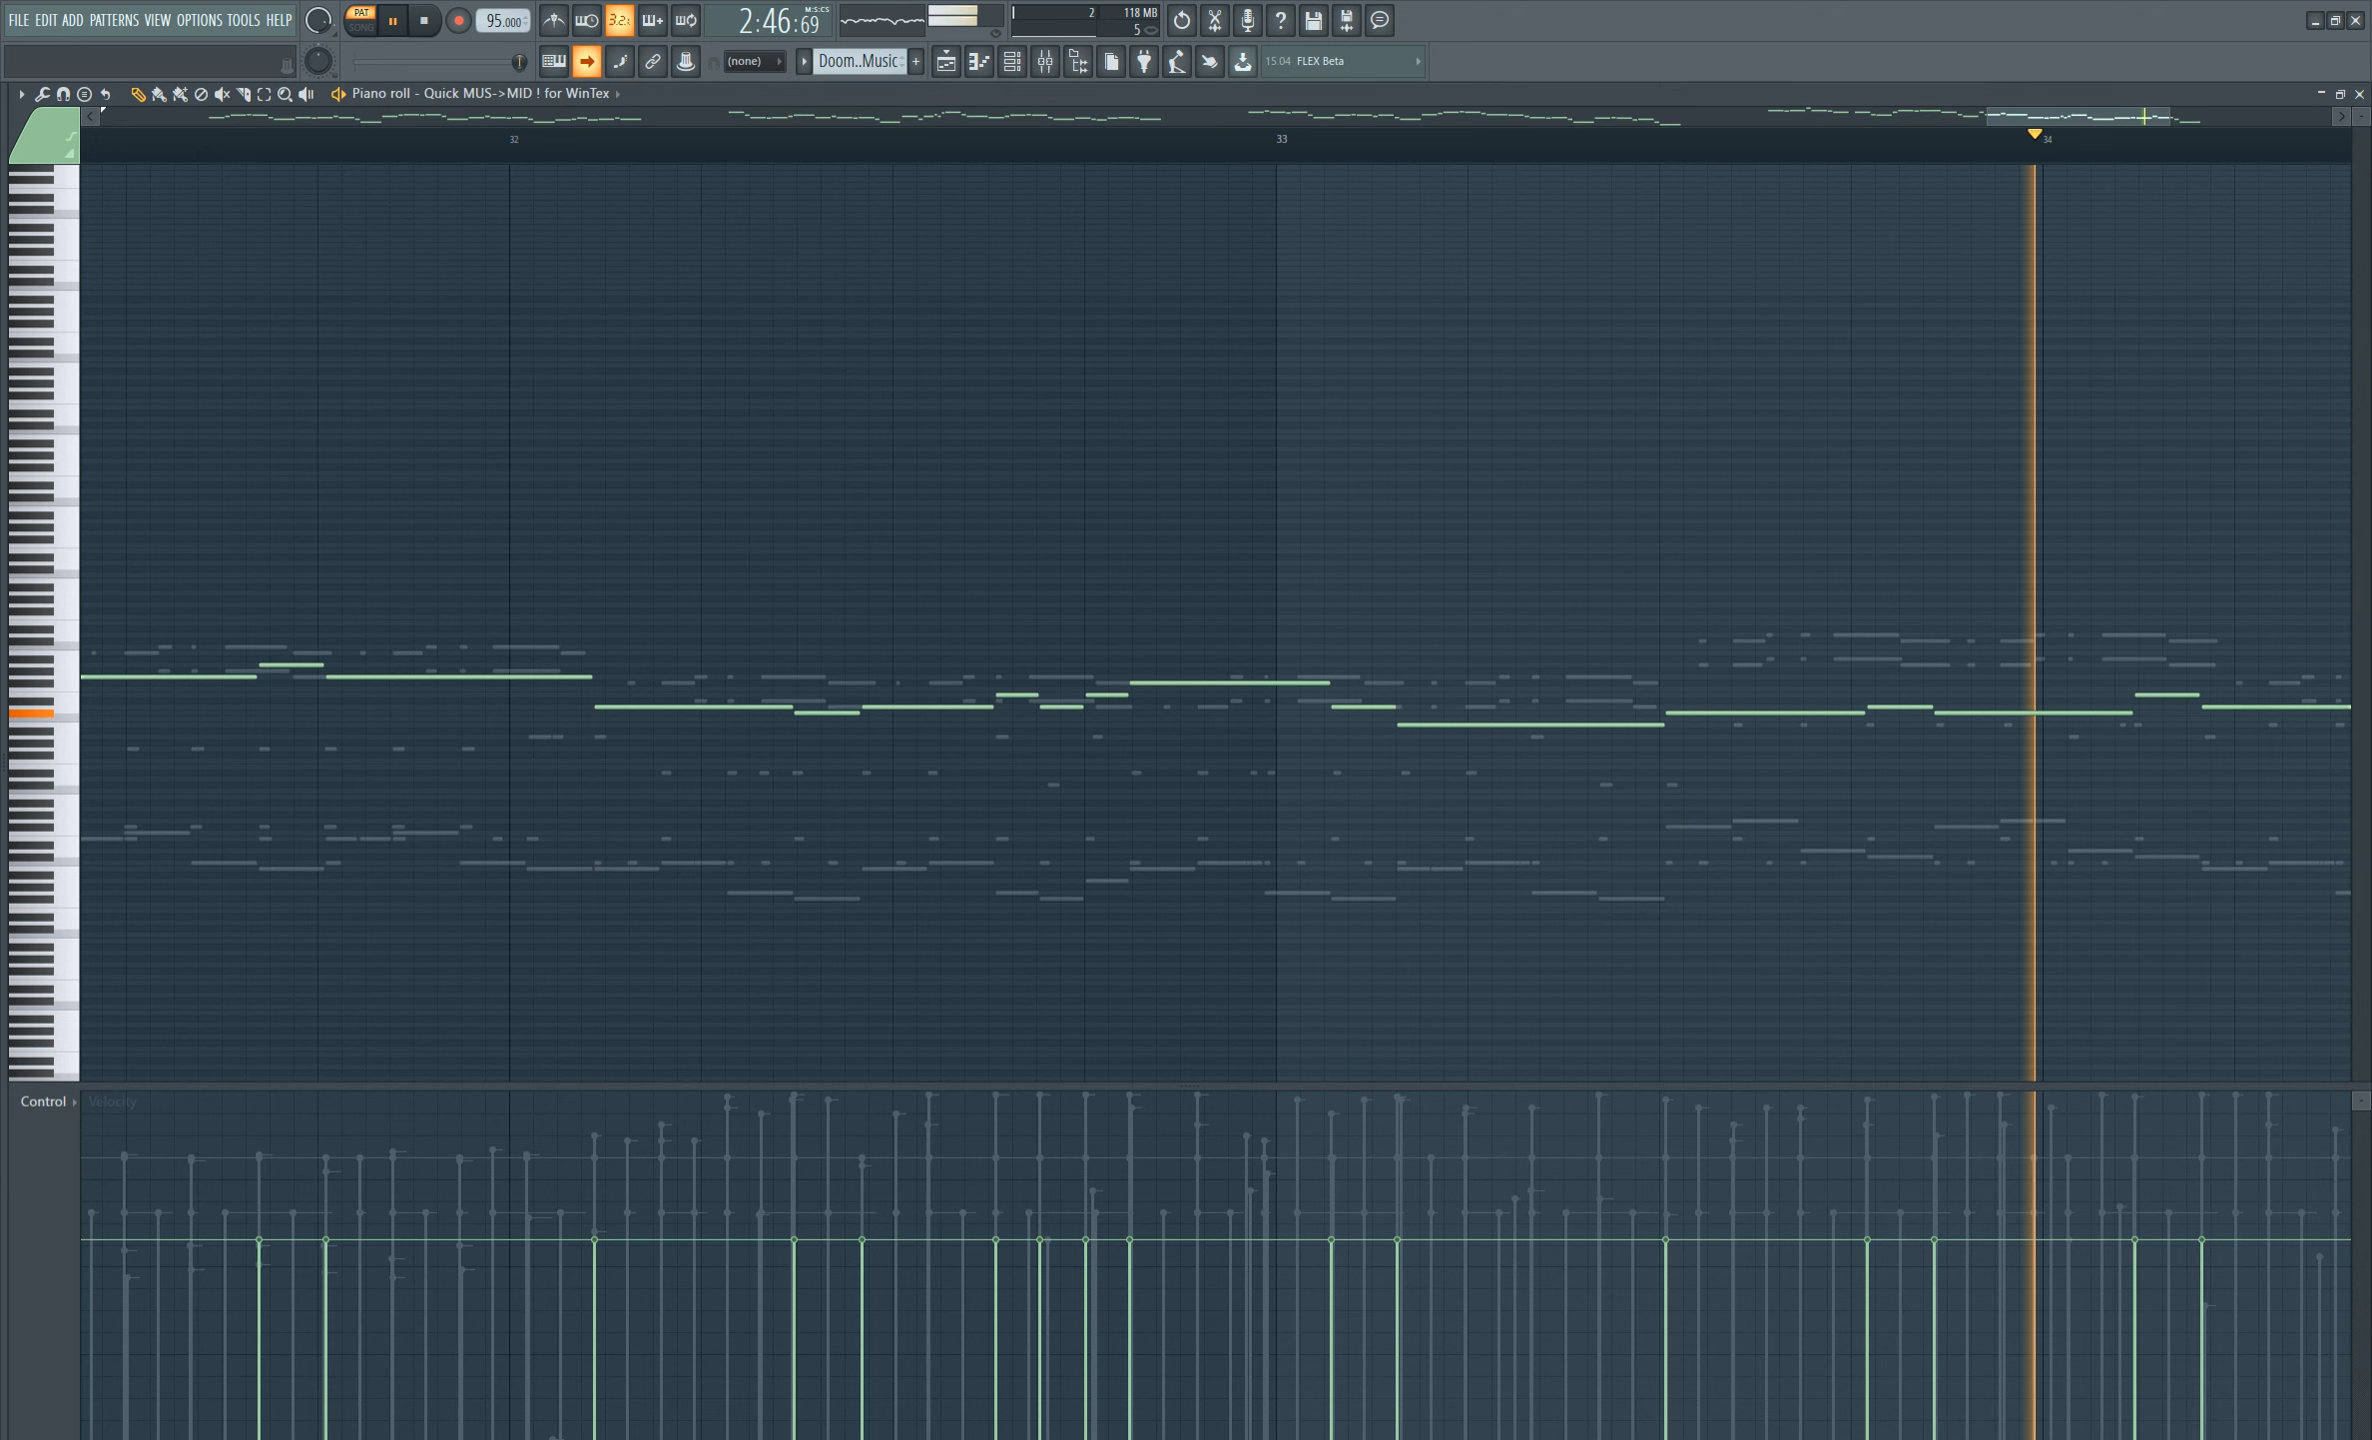 FILE EDIT ADD PATTERNS VIEW OPTIONS TOOLS HELP
PAT
SONG
95.000
3.2.
2:46:69
M:S:CS
2
118 MB
5
(none)
Doom..Music
+
15.04 FLEX Beta
Piano roll - Quick MUS->MID ! for WinTex
32
33
34
Control
Velocity